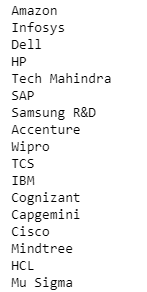 Amazon
Infosys
Dell
HP
Tech Mahindra
SAP
Samsung R&D
Accenture
Wipro
TCS
IBM
Cognizant
Capgemini
Cisco
Mindtree
HCL
Mu Sigma